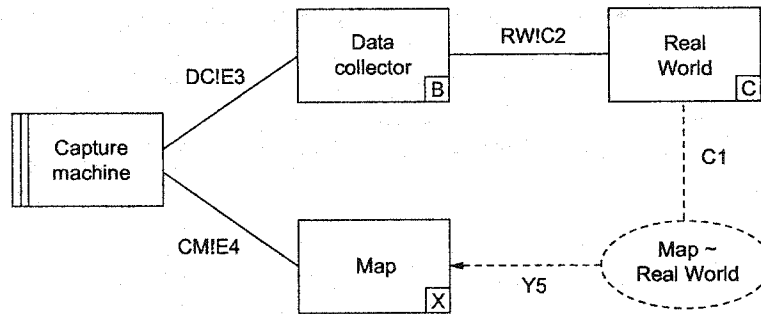 Data
collector
B
RW!C2
Real
World
C
DC!E3
Capture
machine
C1
CM!E4
Map
X
Y5
Map ~
Real World